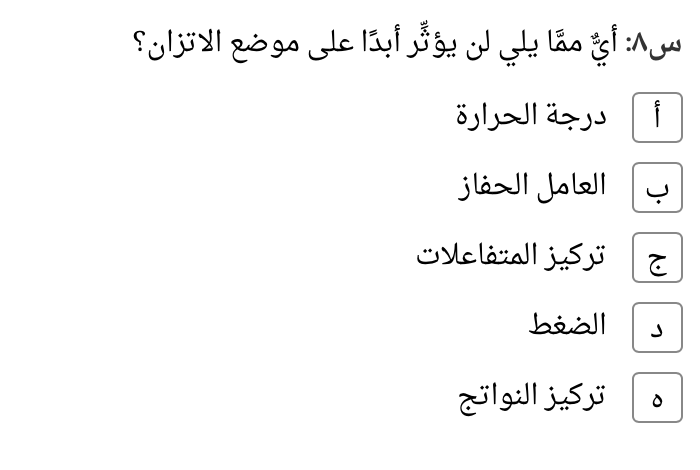 س٨: أيٌّ ممَّا يلي لن يؤثِّر أبدًا على موضع الاتزان؟
أ درجة الحرارة
ب العامل الحفاز
ج تركيز المتفاعلات
د الضغط
ه تركيز النواتج